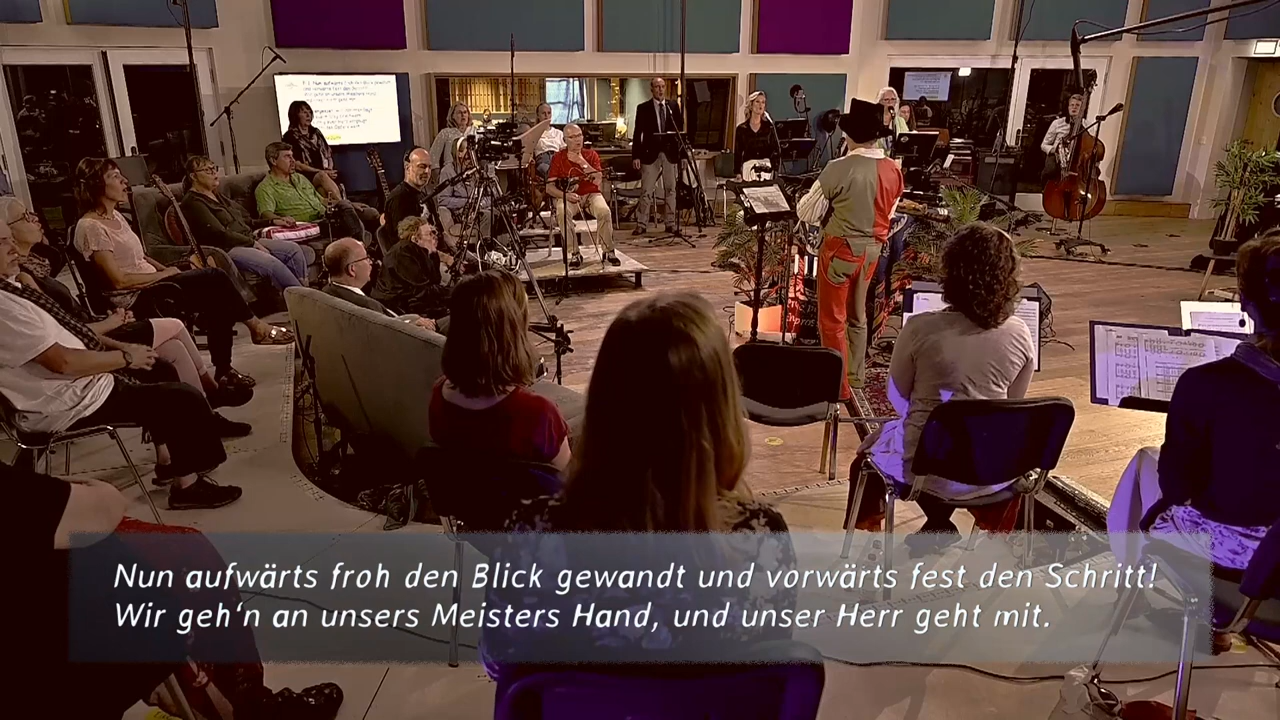 Nun aufwärts froh den Blick gewandt und vorwärts fest den Schritt!
Wir geh‘n an unsers Meisters Hand, und unser Herr geht mit.